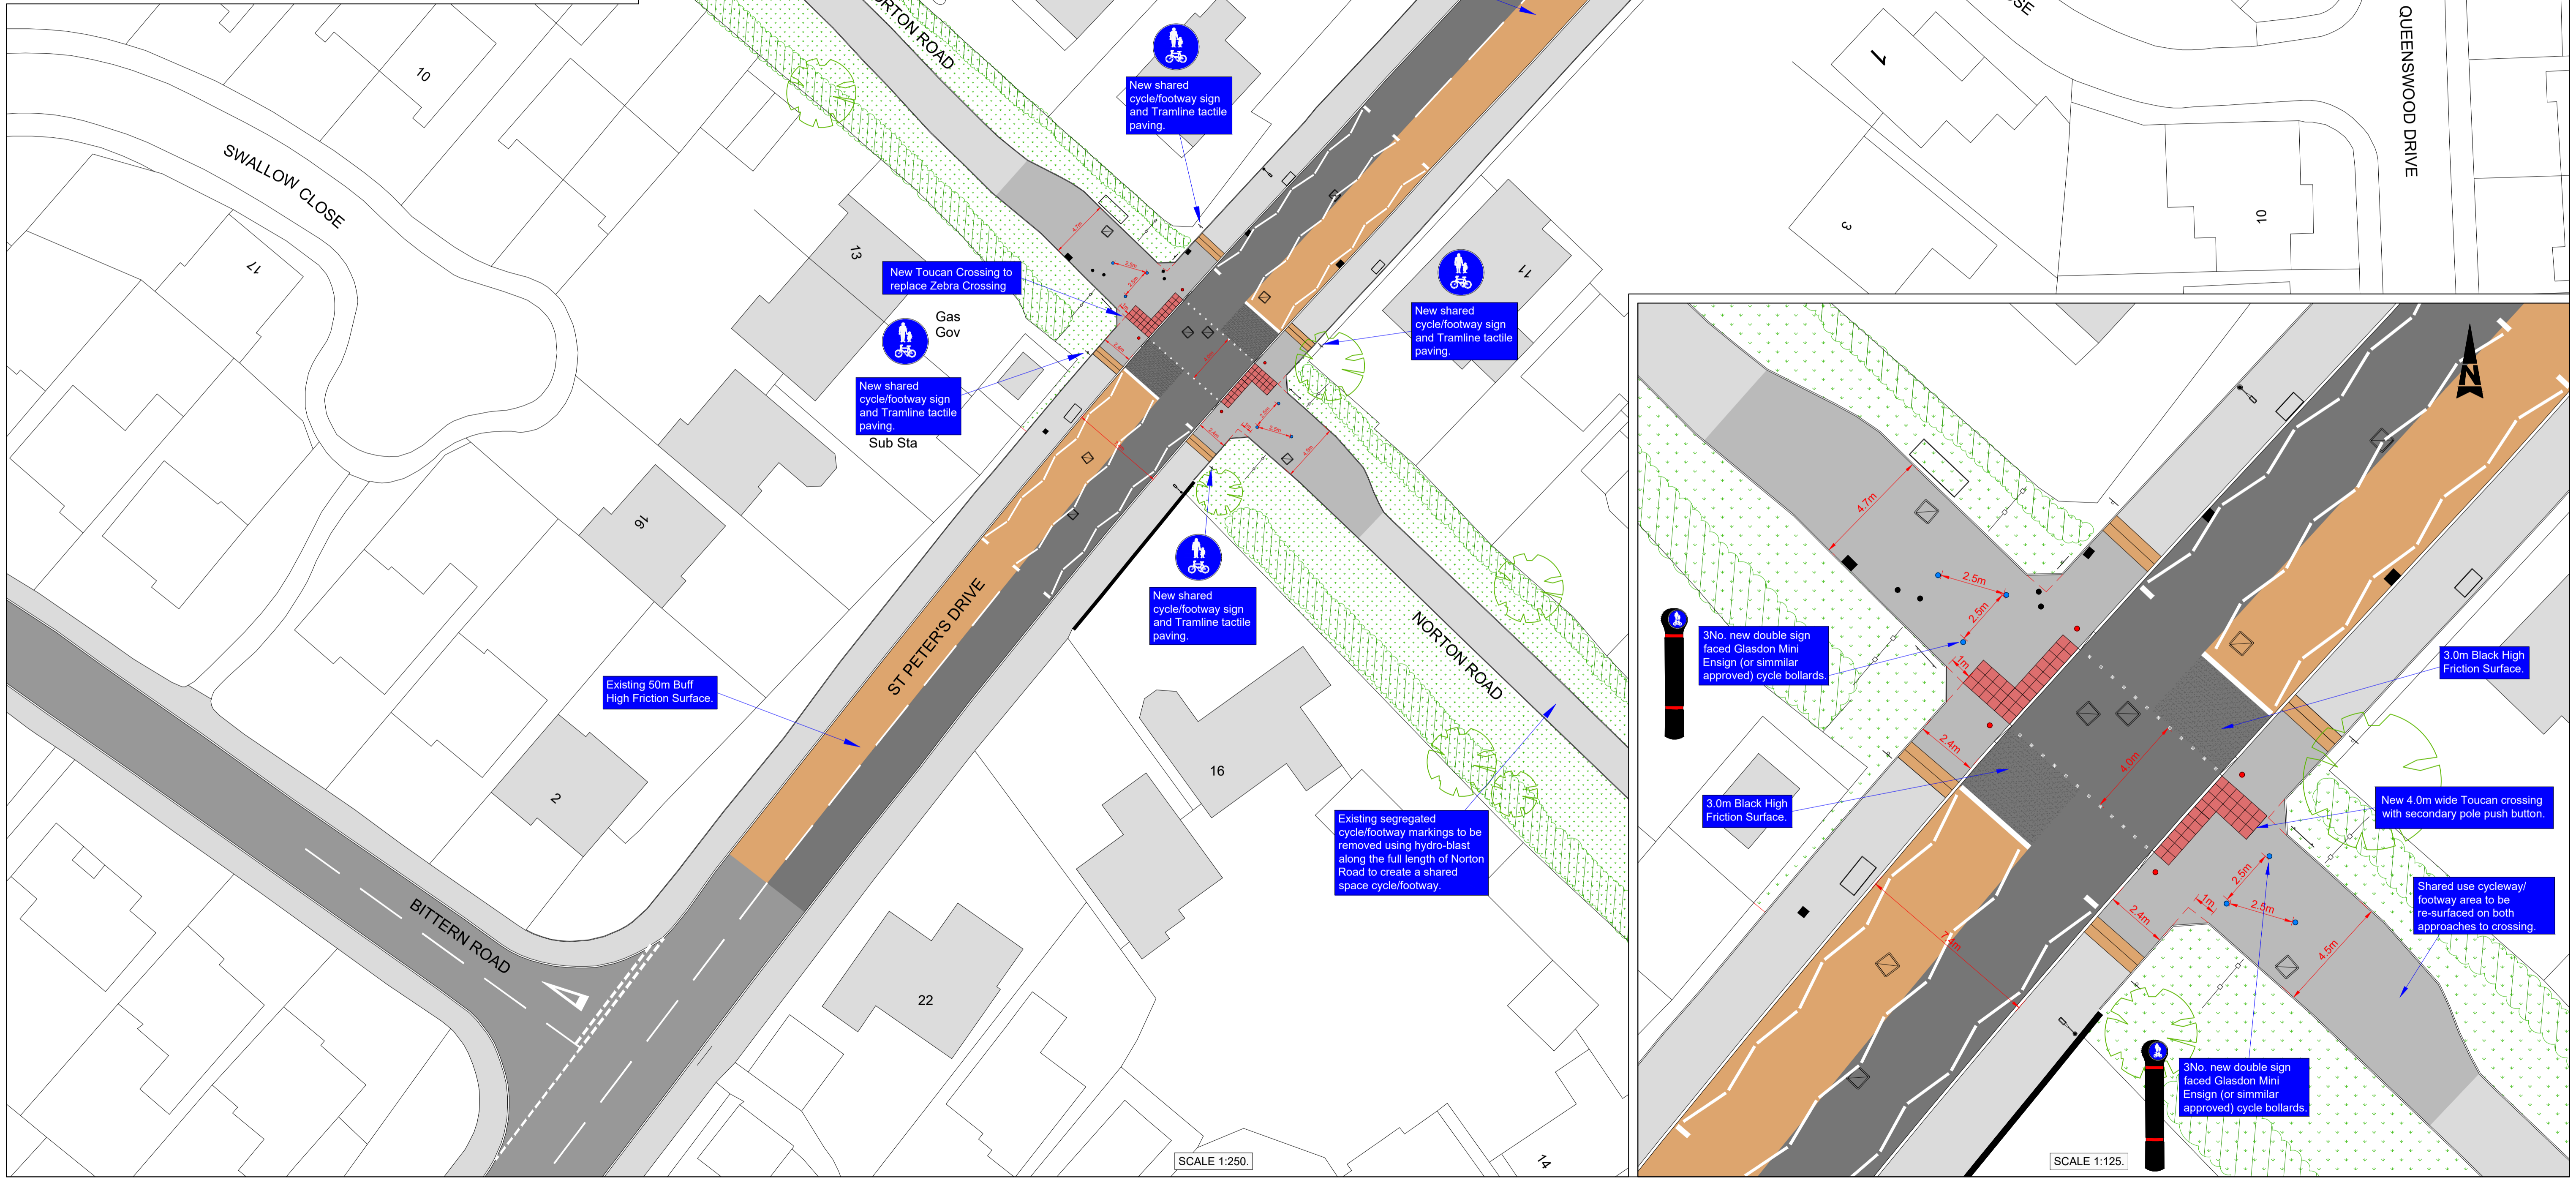 ORTON ROAD
SWALLOW CLOSE
10
17
13
New shared
cycle/footway sign
and Tramline tactile
paving.
New Toucan Crossing to
replace Zebra Crossing
Gas
Gov
New shared
cycle/footway sign
and Tramline tactile
paving.
Sub Sta
11
New shared
cycle/footway sign
and Tramline tactile
paving.
New shared
cycle/footway sign
and Tramline tactile
paving.
16
ST PETER'S DRIVE
NORTON ROAD
Existing 50m Buff
High Friction Surface.
2
BITTERN ROAD
16
22
Existing segregated
cycle/footway markings to be
removed using hydro-blast
along the full length of Norton
Road to create a shared
space cycle/footway.
14
SCALE 1:250.
SE
1
3
10
QUEENSWOOD DRIVE
N
4.7m
2.5m
2.5m
1m
2.4m
3No. new double sign
faced Glasdon Mini
Ensign (or simmilar
approved) cycle bollards.
3.0m Black High
Friction Surface.
3.0m Black High
Friction Surface.
4.0m
New 4.0m wide Toucan crossing
with secondary pole push button.
2.5m
2.5m
1m
2.4m
4.5m
Shared use cycleway/
footway area to be
re-surfaced on both
approaches to crossing.
3No. new double sign
faced Glasdon Mini
Ensign (or simmilar
approved) cycle bollards.
SCALE 1:125.